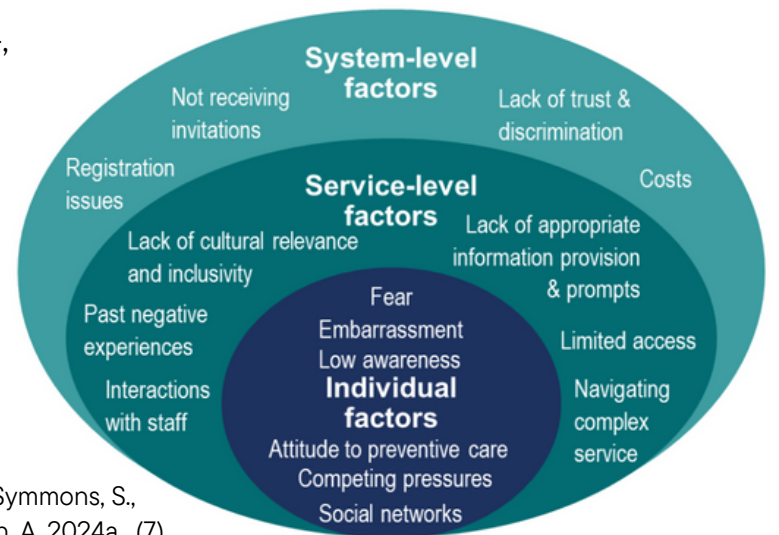 ,
System-level
factors
Not receiving
invitations
Lack of trust &
discrimination
Registration
issues
Costs
Service-level
factors
Lack of cultural relevance
and inclusivity
Lack of appropriate
information provision
& prompts
Past negative
experiences
Limited access
Interactions
with staff
Navigating
complex
service
Fear
Embarrassment
Low awareness
Individual
factors
Attitude to preventive care
Competing pressures
Social networks
Symmons, S.,
A. 2024a. (7)